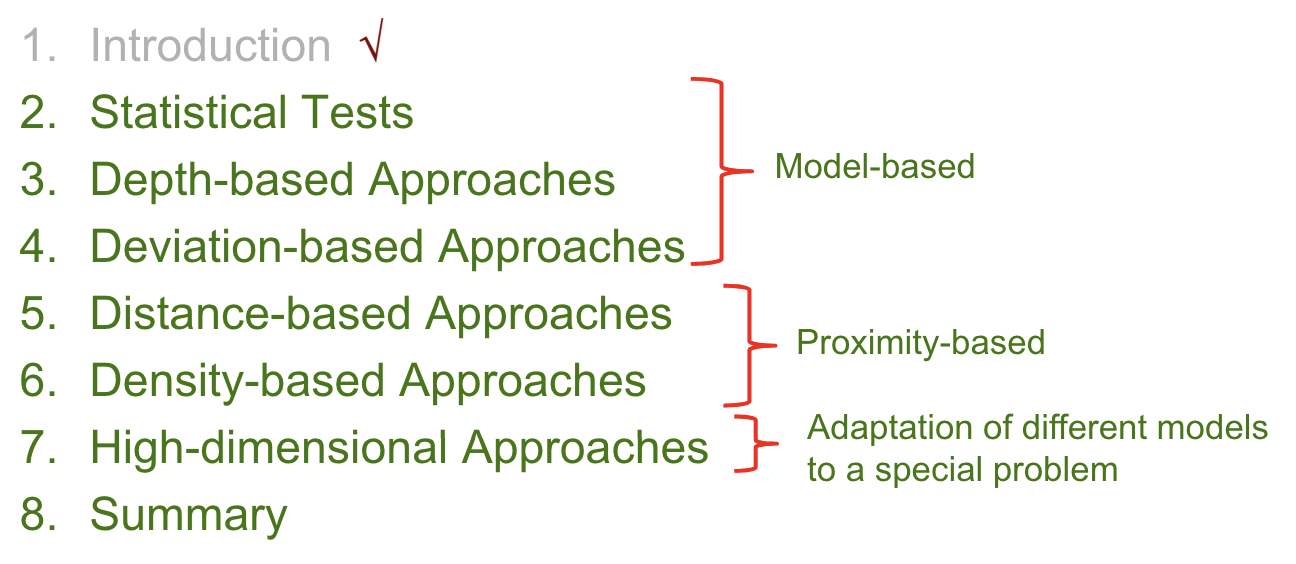 1. Introduction √
2. Statistical Tests
3. Depth-based Approaches
Model-based
4. Deviation-based Approaches
5. Distance-based Approaches
Proximity-based
6. Density-based Approaches
7. High-dimensional Approaches
Adaptation of different models
to a special problem
8. Summary